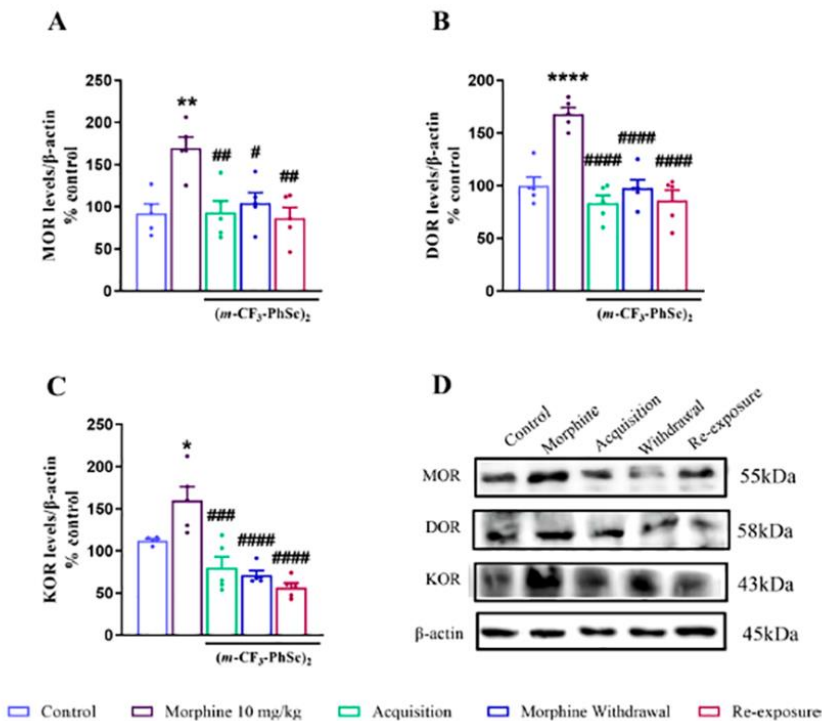 A
MOR levels/β-actin
% control
250
200
150
100
50
0
**
##
#
##
(m-CF₃-PhSe)₂
B
DOR levels/β-actin
% control
200
150
100
50
0
****
####
####
####
(m-CF₃-PhSe)₂
C
KOR levels/β-actin
% control
250
200
150
100
50
0
*
###
####
####
(m-CF₃-PhSe)₂
D
Control
Morphine
Acquisition
Withdrawal
Re-exposure
MOR 55kDa
DOR 58kDa
KOR 43kDa
β-actin 45kDa
Control Morphine 10 mg/kg Acquisition Morphine Withdrawal Re-exposure